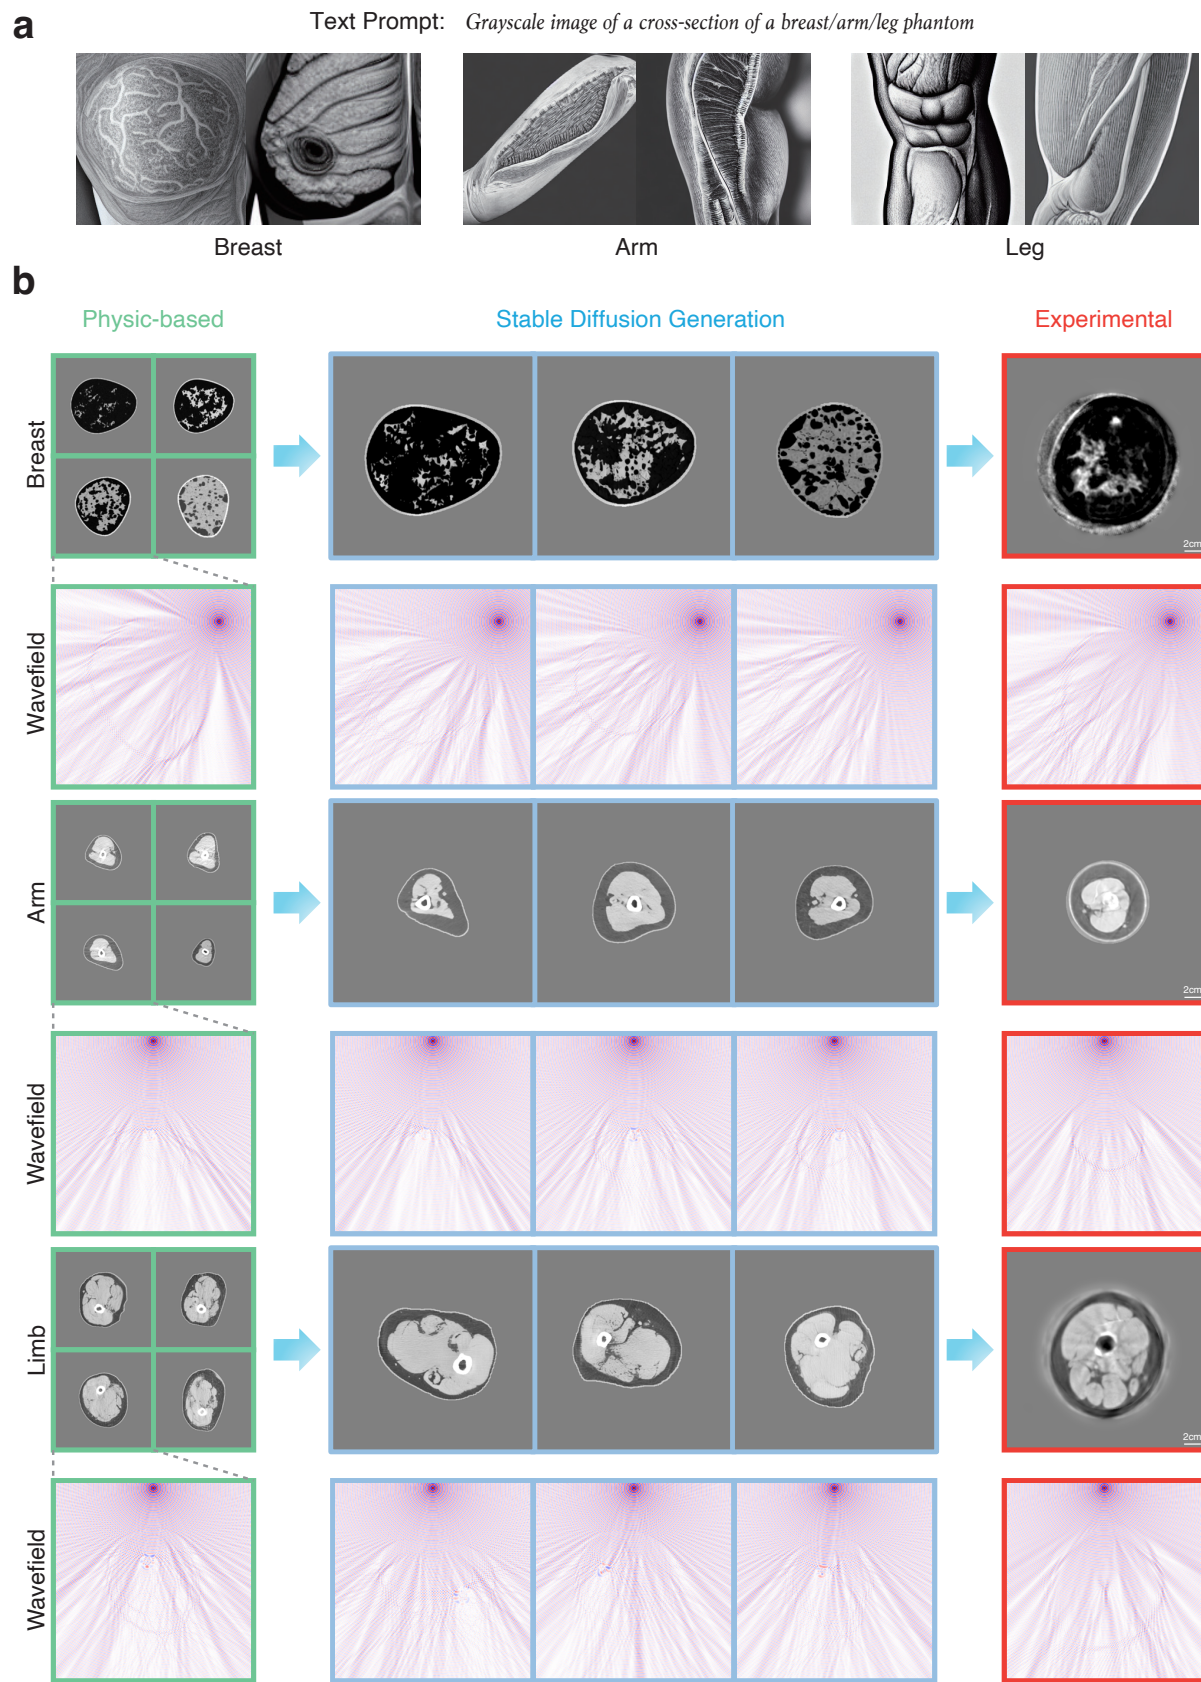 a
Text Prompt: Grayscale image of a cross-section of a breast/arm/leg phantom
Breast
Arm
Leg
b
Physic-based
Stable Diffusion Generation
Experimental
Breast
2cm
Wavefield
Arm
2cm
Wavefield
Limb
2cm
Wavefield